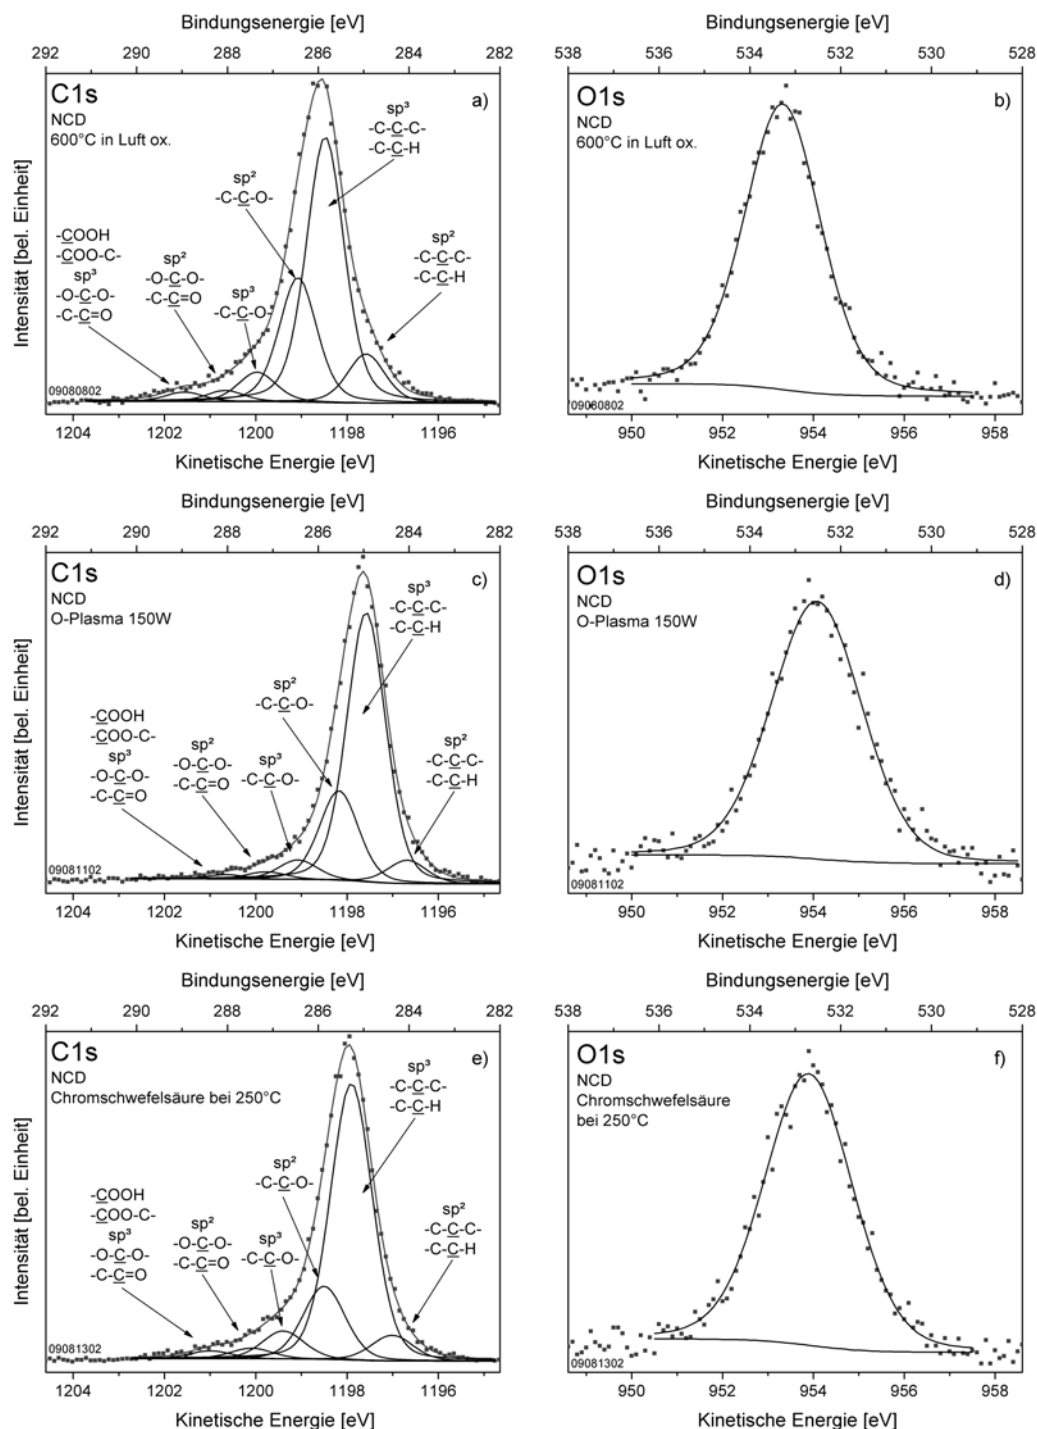 Bindungsenergie [eV]
292 290 288 286 284 282
C1s
NCD
600°C in Luft ox.
a)
sp³
-C-C-C-
-C-C-H
sp²
-C-C-O-
-COOH
-COO-C-
sp³
-O-C-O-
-C-C=O
sp²
-O-C-O-
-C-C=O
sp³
-C-C-O-
sp²
-C-C-C-
-C-C-H
09080802
Intensität [bel. Einheit]
1204 1202 1200 1198 1196
Kinetische Energie [eV]
Bindungsenergie [eV]
538 536 534 532 530 528
O1s
NCD
600°C in Luft ox.
b)
09080802
950 952 954 956 958
Kinetische Energie [eV]
Bindungsenergie [eV]
292 290 288 286 284 282
C1s
NCD
O-Plasma 150W
c)
sp³
-C-C-C-
-C-C-H
sp²
-C-C-O-
-COOH
-COO-C-
sp³
-O-C-O-
-C-C=O
sp²
-O-C-O-
-C-C=O
sp³
-C-C-O-
sp²
-C-C-C-
-C-C-H
09081102
Intensität [bel. Einheit]
1204 1202 1200 1198 1196
Kinetische Energie [eV]
Bindungsenergie [eV]
538 536 534 532 530 528
O1s
NCD
O-Plasma 150W
d)
09081102
950 952 954 956 958
Kinetische Energie [eV]
Bindungsenergie [eV]
292 290 288 286 284 282
C1s
NCD
Chromschwefelsäure bei 250°C
e)
sp³
-C-C-C-
-C-C-H
sp²
-C-C-O-
-COOH
-COO-C-
sp³
-O-C-O-
-C-C=O
sp²
-O-C-O-
-C-C=O
sp³
-C-C-O-
sp²
-C-C-C-
-C-C-H
09081302
Intensität [bel. Einheit]
1204 1202 1200 1198 1196
Kinetische Energie [eV]
Bindungsenergie [eV]
538 536 534 532 530 528
O1s
NCD
Chromschwefelsäure
bei 250°C
f)
09081302
950 952 954 956 958
Kinetische Energie [eV]